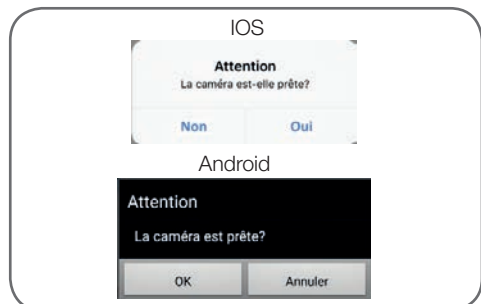 IOS
Attention
La caméra est-elle prête?
Non Oui
Android
Attention
La caméra est prête?
OK Annuler